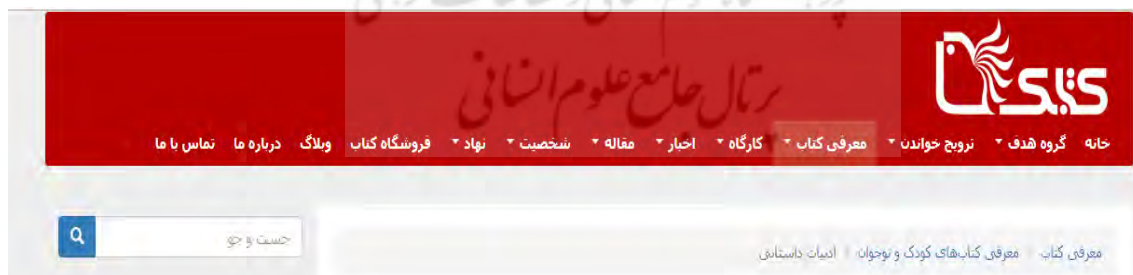 پرتال جامع علوم انسانی
کتابک
خانه گروه هدف ترویج خواندن معرفی کتاب کارگاه اخبار مقاله شخصیت نهاد فروشگاه کتاب وبلاگ درباره ما تماس با ما
جست و جو
معرفی کتاب / معرفی کتاب‌های کودک و نوجوان / ادبیات داستانی